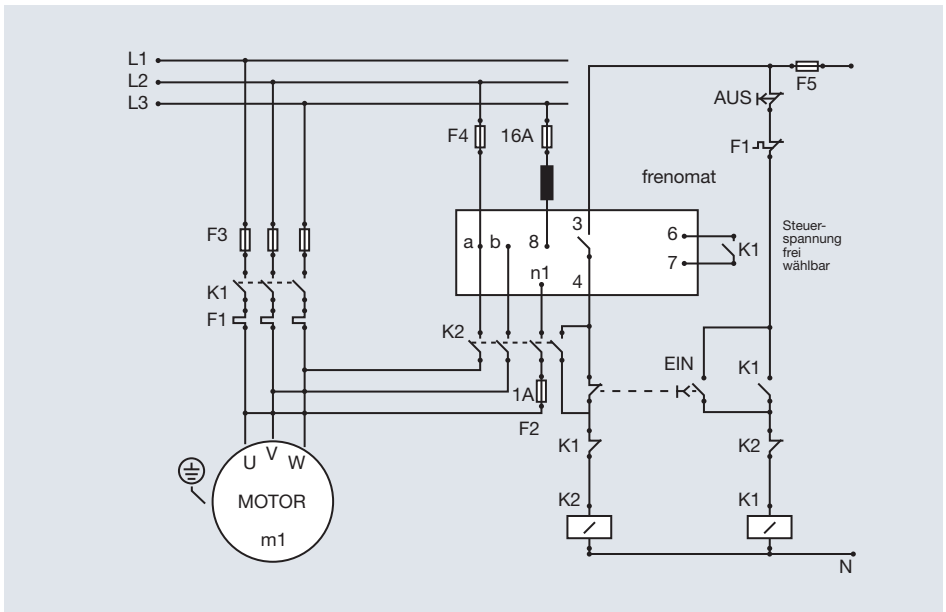 L1
L2
L3
F5
AUS
F4
16A
F1
frenomat
F3
a
b
8
3
6
7
K1
Steuer-
spannung
frei
wählbar
n1
4
K1
F1
K2
EIN
K1
1A
F2
K1
K2
U
V
W
MOTOR
m1
K2
K1
N